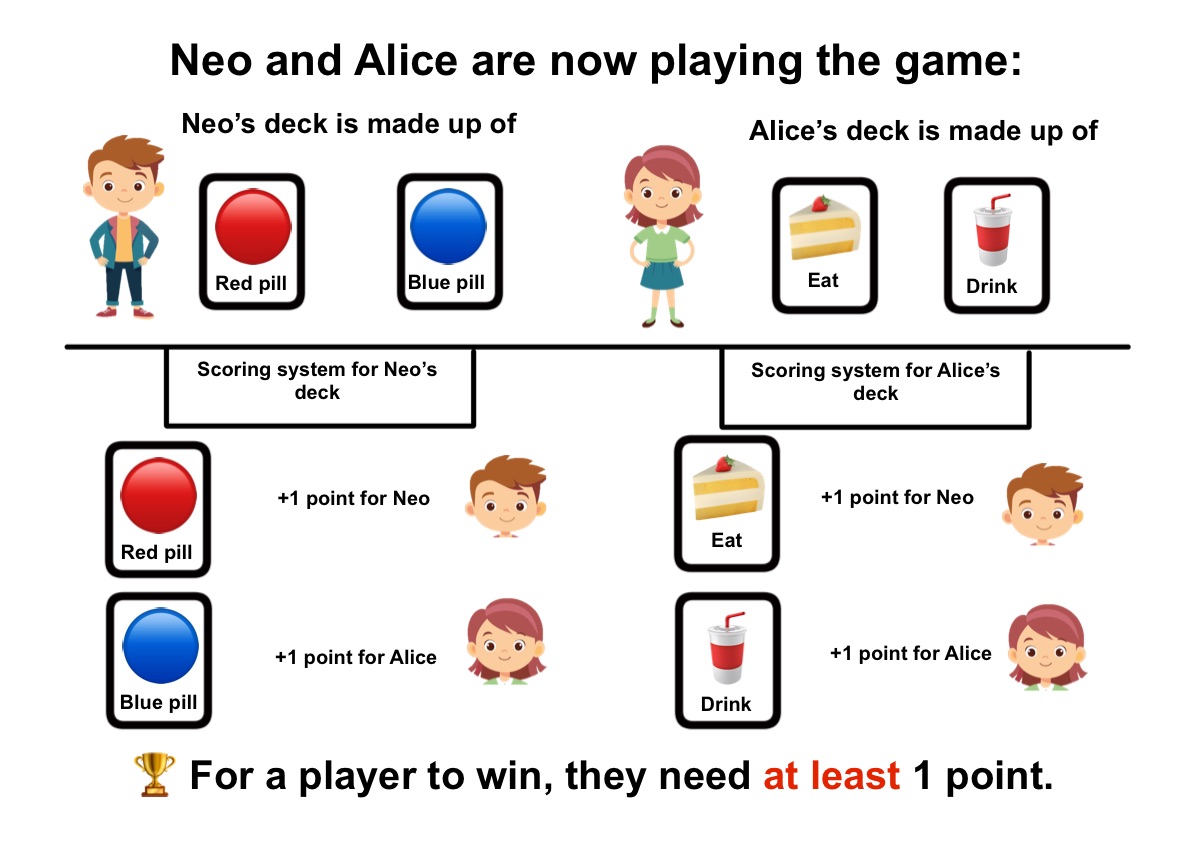 Neo and Alice are now playing the game:
Neo’s deck is made up of
Alice’s deck is made up of
Red pill
Blue pill
Eat
Drink
Scoring system for Neo’s
deck
Scoring system for Alice’s
deck
Red pill
+1 point for Neo
Eat
+1 point for Neo
Blue pill
+1 point for Alice
Drink
+1 point for Alice
For a player to win, they need at least 1 point.